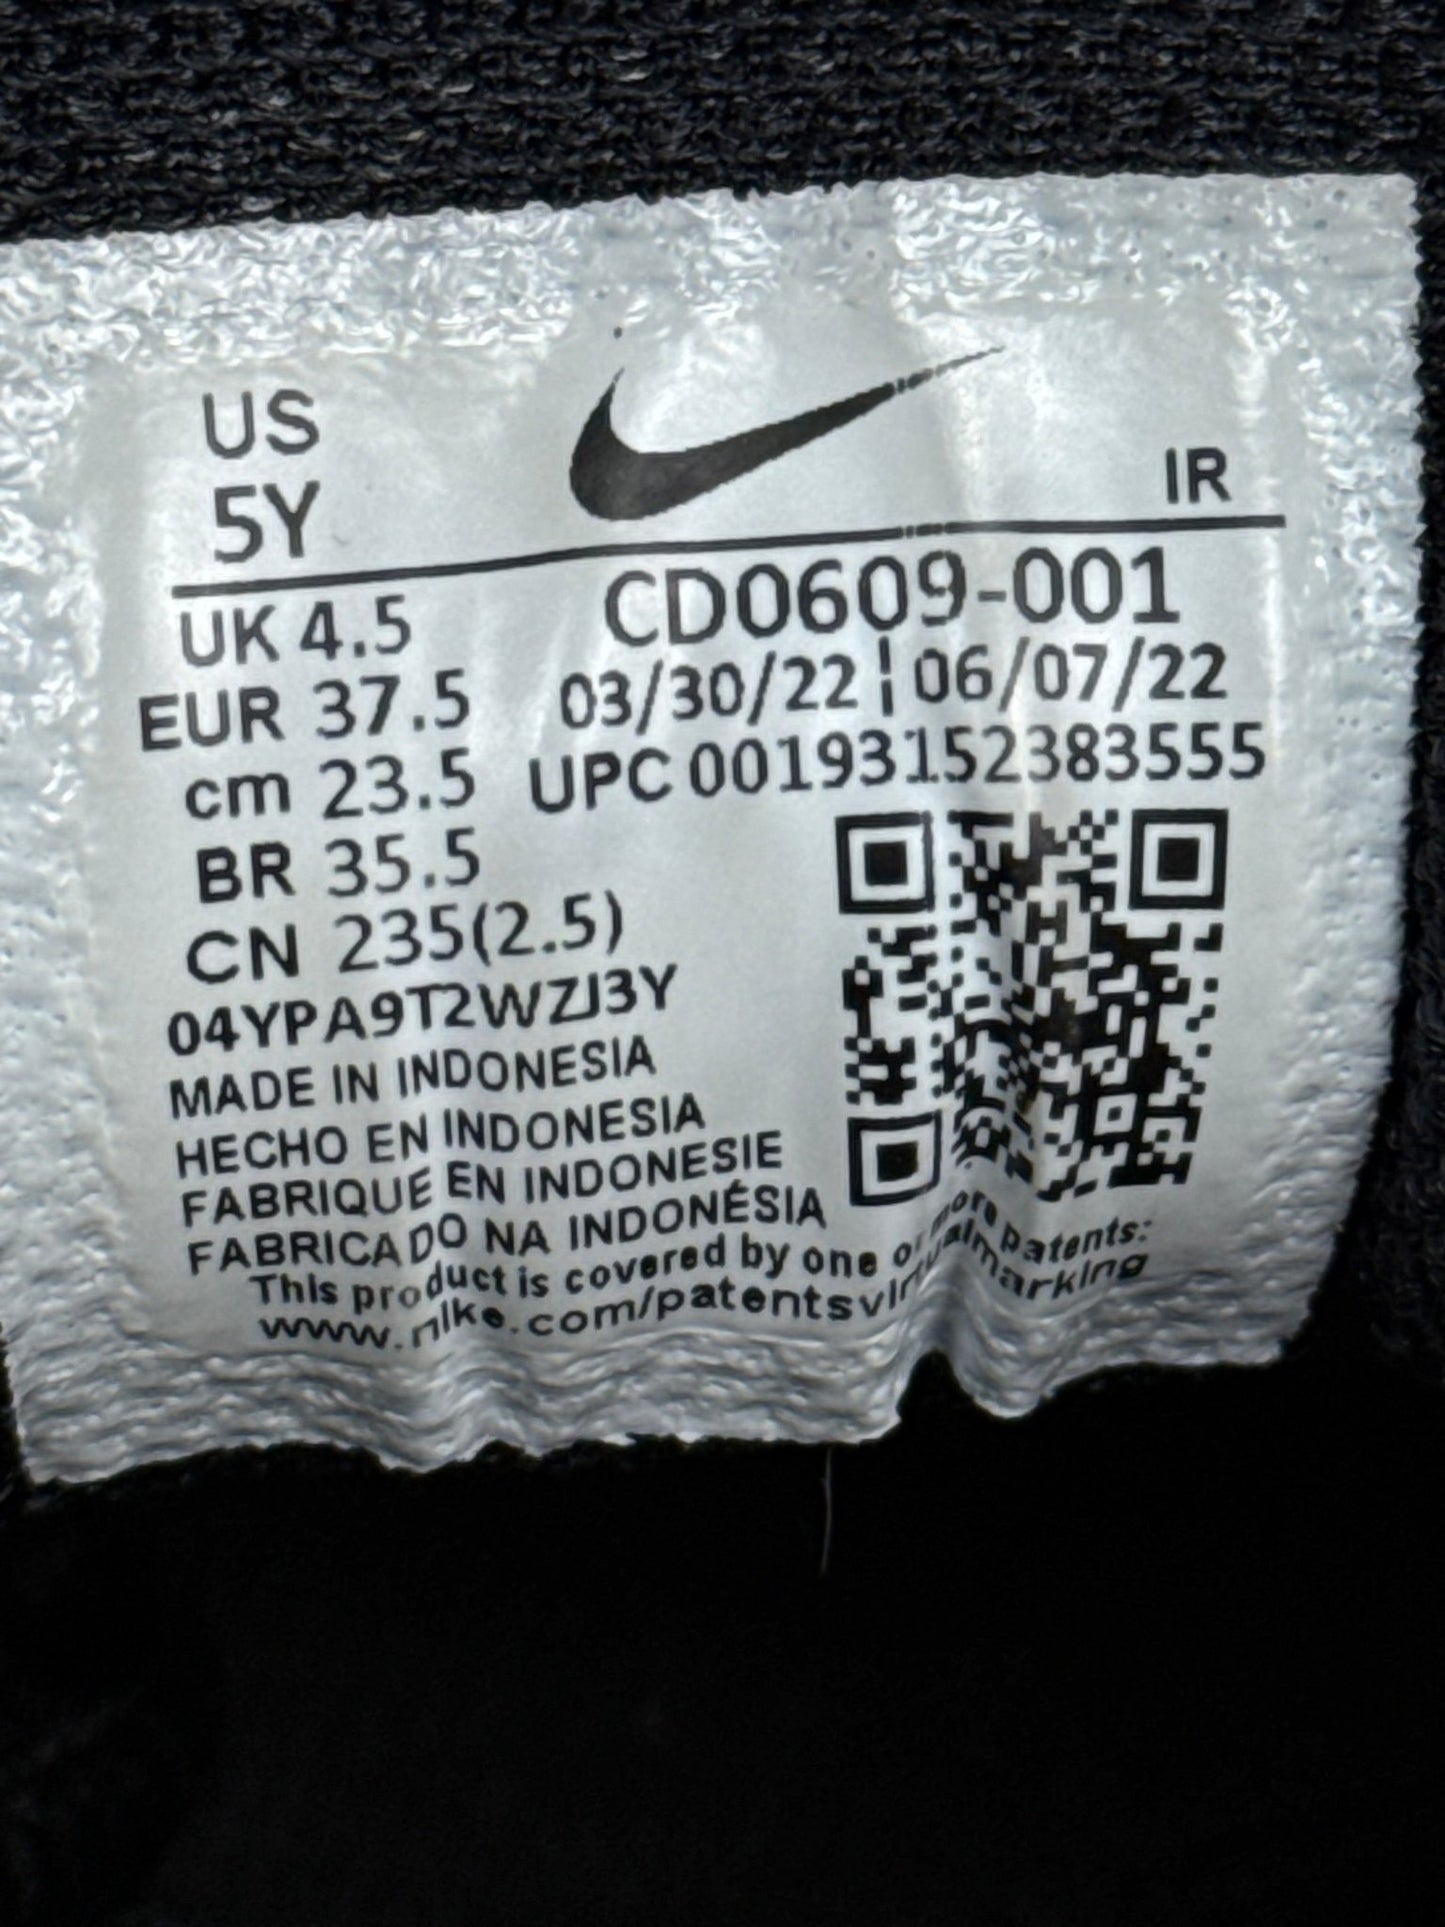 US
5Y
IR
UK 4.5
CD0609-001
EUR 37.5
03/30/22 ¦ 06/07/22
cm 23.5
UPC 00193152383555
BR 35.5
CN 235(2.5)
04YPA9T2WZJ3Y
MADE IN INDONESIA
HECHO EN INDONESIA
FABRIQUE EN INDONESIE
FABRICADO NA INDONÉSIA
This product is covered by one or more patents:
www.nike.com/patentsvirtualmarking